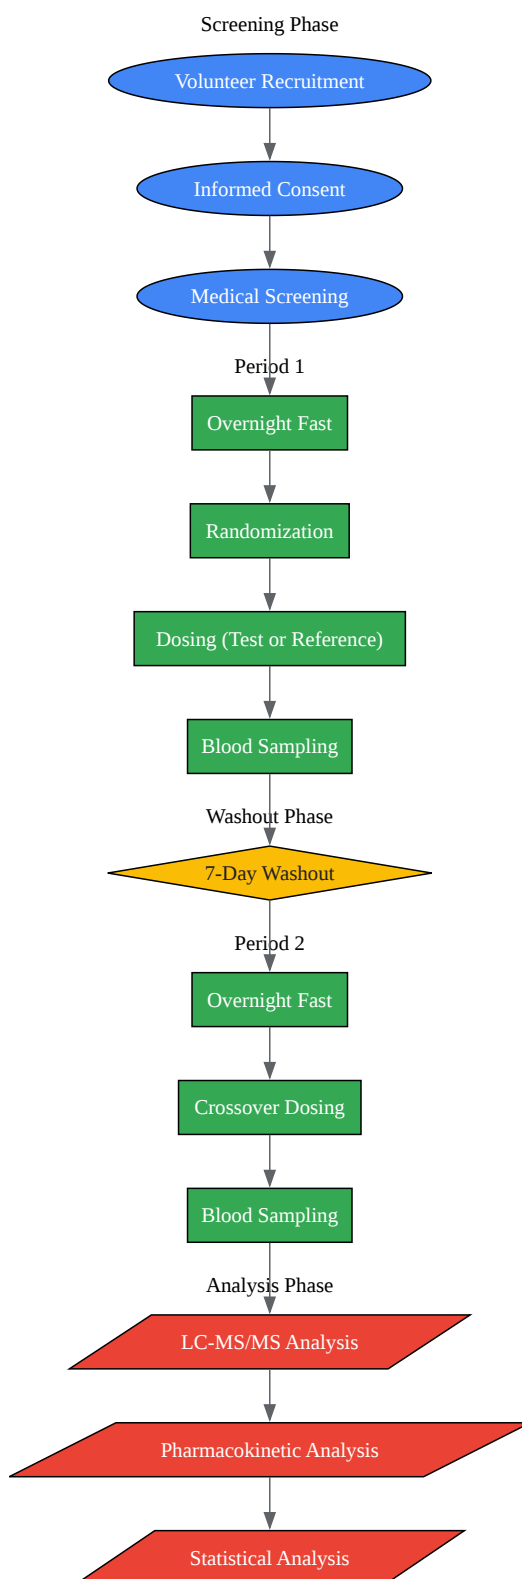 Screening Phase
Volunteer Recruitment
Informed Consent
Medical Screening
Period 1
Overnight Fast
Randomization
Dosing (Test or Reference)
Blood Sampling
Washout Phase
7-Day Washout
Period 2
Overnight Fast
Crossover Dosing
Blood Sampling
Analysis Phase
LC-MS/MS Analysis
Pharmacokinetic Analysis
Statistical Analysis